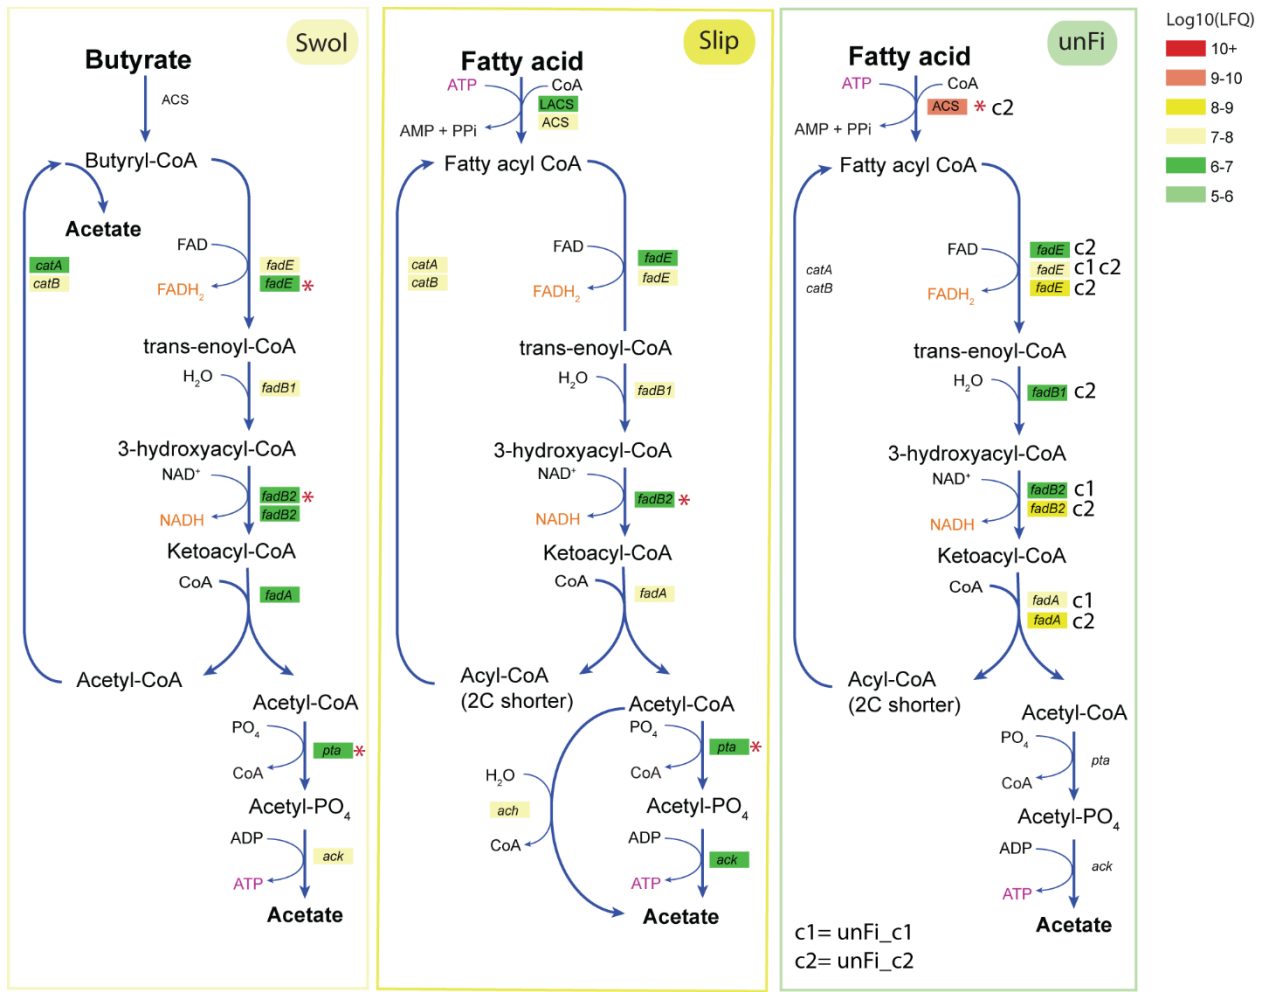 Swol
Butyrate
ACS
Butyryl-CoA
Acetate
catA
catB
FAD
FADH2
fadE
fadE *
trans-enoyl-CoA
H2O
fadB1
3-hydroxyacyl-CoA
NAD+
NADH
fadB2 *
fadB2
Ketoacyl-CoA
CoA
fadA
Acetyl-CoA
Acetyl-CoA
PO4
pta *
CoA
Acetyl-PO4
ADP
ack
ATP
Acetate
Slip
Fatty acid
ATP
CoA
LACS
ACS
AMP + PPi
Fatty acyl CoA
catA
catB
FAD
FADH2
fadE
fadE
trans-enoyl-CoA
H2O
fadB1
3-hydroxyacyl-CoA
NAD+
NADH
fadB2 *
Ketoacyl-CoA
CoA
fadA
Acyl-CoA
(2C shorter)
Acetyl-CoA
PO4
pta *
CoA
H2O
ach
CoA
Acetyl-PO4
ADP
ack
ATP
Acetate
unFi
Fatty acid
ATP
CoA
ACS * c2
AMP + PPi
Fatty acyl CoA
catA
catB
FAD
FADH2
fadE c2
fadE c1 c2
fadE c2
trans-enoyl-CoA
H2O
fadB1 c2
3-hydroxyacyl-CoA
NAD+
NADH
fadB2 c1
fadB2 c2
Ketoacyl-CoA
CoA
fadA c1
fadA c2
Acyl-CoA
(2C shorter)
Acetyl-CoA
PO4
pta
CoA
Acetyl-PO4
ADP
ack
ATP
Acetate
c1= unFi_c1
c2= unFi_c2
Log10(LFQ)
10+
9-10
8-9
7-8
6-7
5-6